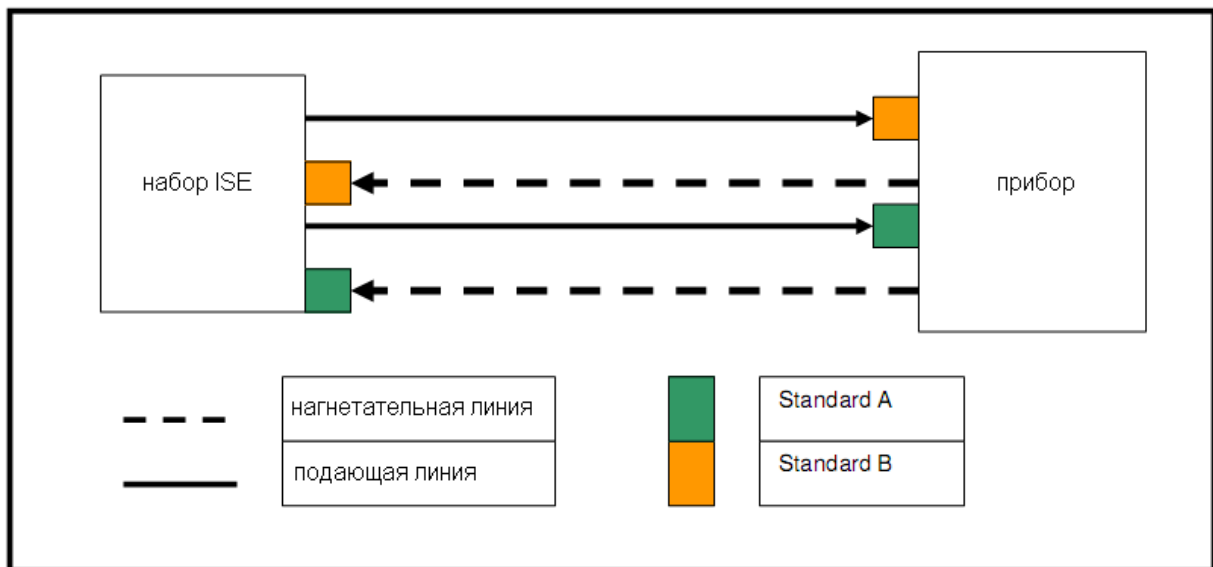 набор ISE
прибор
нагнетательная линия
Standard A
подающая линия
Standard B